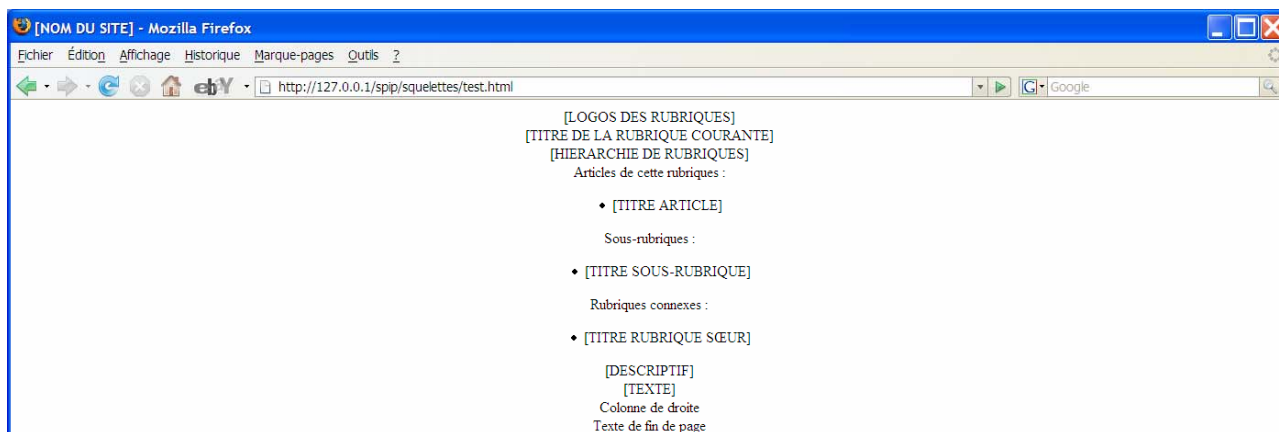 [NOM DU SITE] - Mozilla Firefox
Fichier Édition Affichage Historique Marque-pages Outils ?
ebY http://127.0.0.1/spip/squelettes/test.html G Google
[LOGOS DES RUBRIQUES]
[TITRE DE LA RUBRIQUE COURANTE]
[HIERARCHIE DE RUBRIQUES]
Articles de cette rubriques :
• [TITRE ARTICLE]
Sous-rubriques :
• [TITRE SOUS-RUBRIQUE]
Rubriques connexes :
• [TITRE RUBRIQUE SŒUR]
[DESCRIPTIF]
[TEXTE]
Colonne de droite
Texte de fin de page